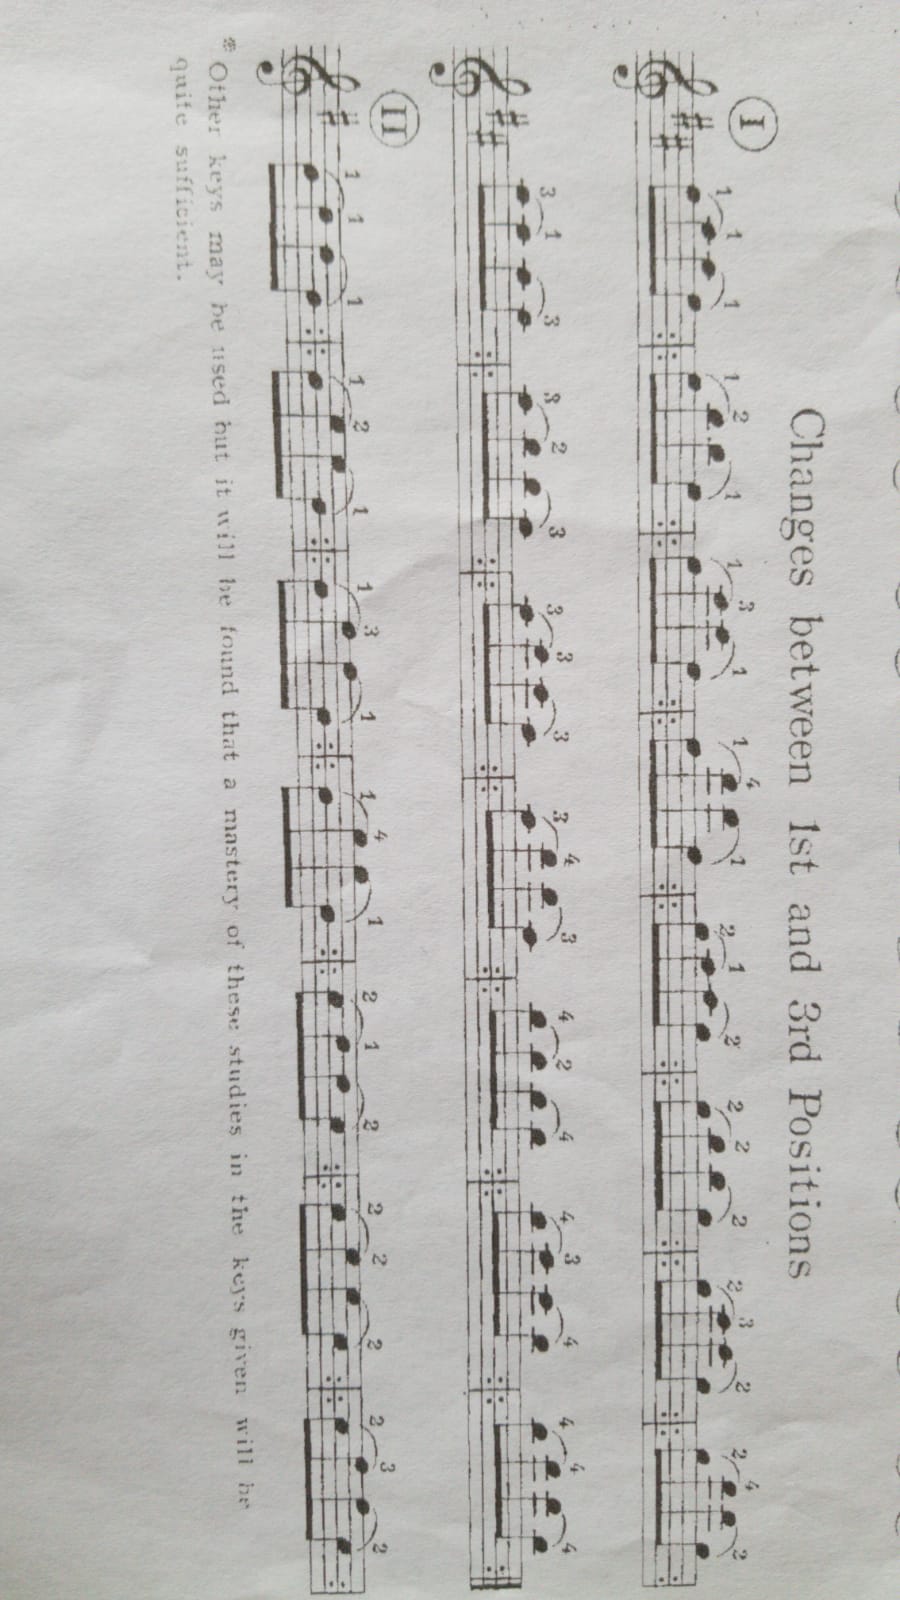 Changes between 1st and 3rd Positions
I
1 1 1 1 2 1 1 3 1 1 4 1 2 1 2 2 2 2 2 3 2 2 4 2
3 1 3 3 2 3 3 3 3 3 4 3 4 2 4 4 3 4 4 4 4
II
1 1 1 1 2 1 1 3 1 1 4 1 2 1 2 2 2 2 2 3 2
* Other keys may be used but it will be found that a mastery of these studies in the keys given will be
quite sufficient.